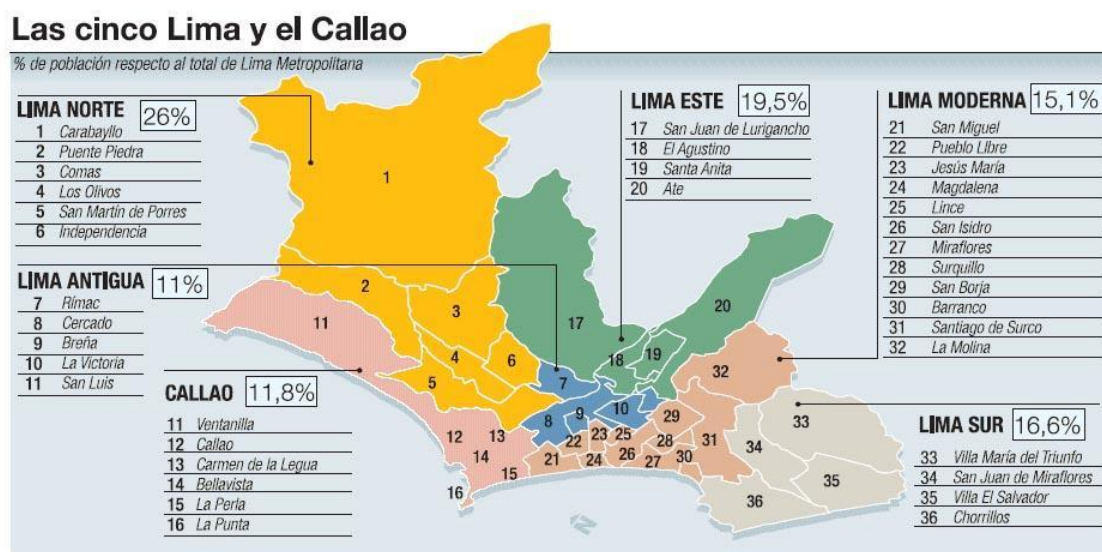 Las cinco Lima y el Callao
% de población respecto al total de Lima Metropolitana
LIMA NORTE 26%
1 Carabayllo
2 Puente Piedra
3 Comas
4 Los Olivos
5 San Martín de Porres
6 Independencia
LIMA ANTIGUA 11%
7 Rímac
8 Cercado
9 Breña
10 La Victoria
11 San Luis
CALLAO 11,8%
11 Ventanilla
12 Callao
13 Carmen de la Legua
14 Bellavista
15 La Perla
16 La Punta
LIMA ESTE 19,5%
17 San Juan de Lurigancho
18 El Agustino
19 Santa Anita
20 Ate
LIMA MODERNA 15,1%
21 San Miguel
22 Pueblo Libre
23 Jesús María
24 Magdalena
25 Lince
26 San Isidro
27 Miraflores
28 Surquillo
29 San Borja
30 Barranco
31 Santiago de Surco
32 La Molina
LIMA SUR 16,6%
33 Villa María del Triunfo
34 San Juan de Miraflores
35 Villa El Salvador
36 Chorrillos
1
2
3
11
17
20
4
6
18
19
5
7
32
12
13
8
9
10
29
33
14
22
23
25
28
31
34
15
21
24
26
27
30
35
16
36